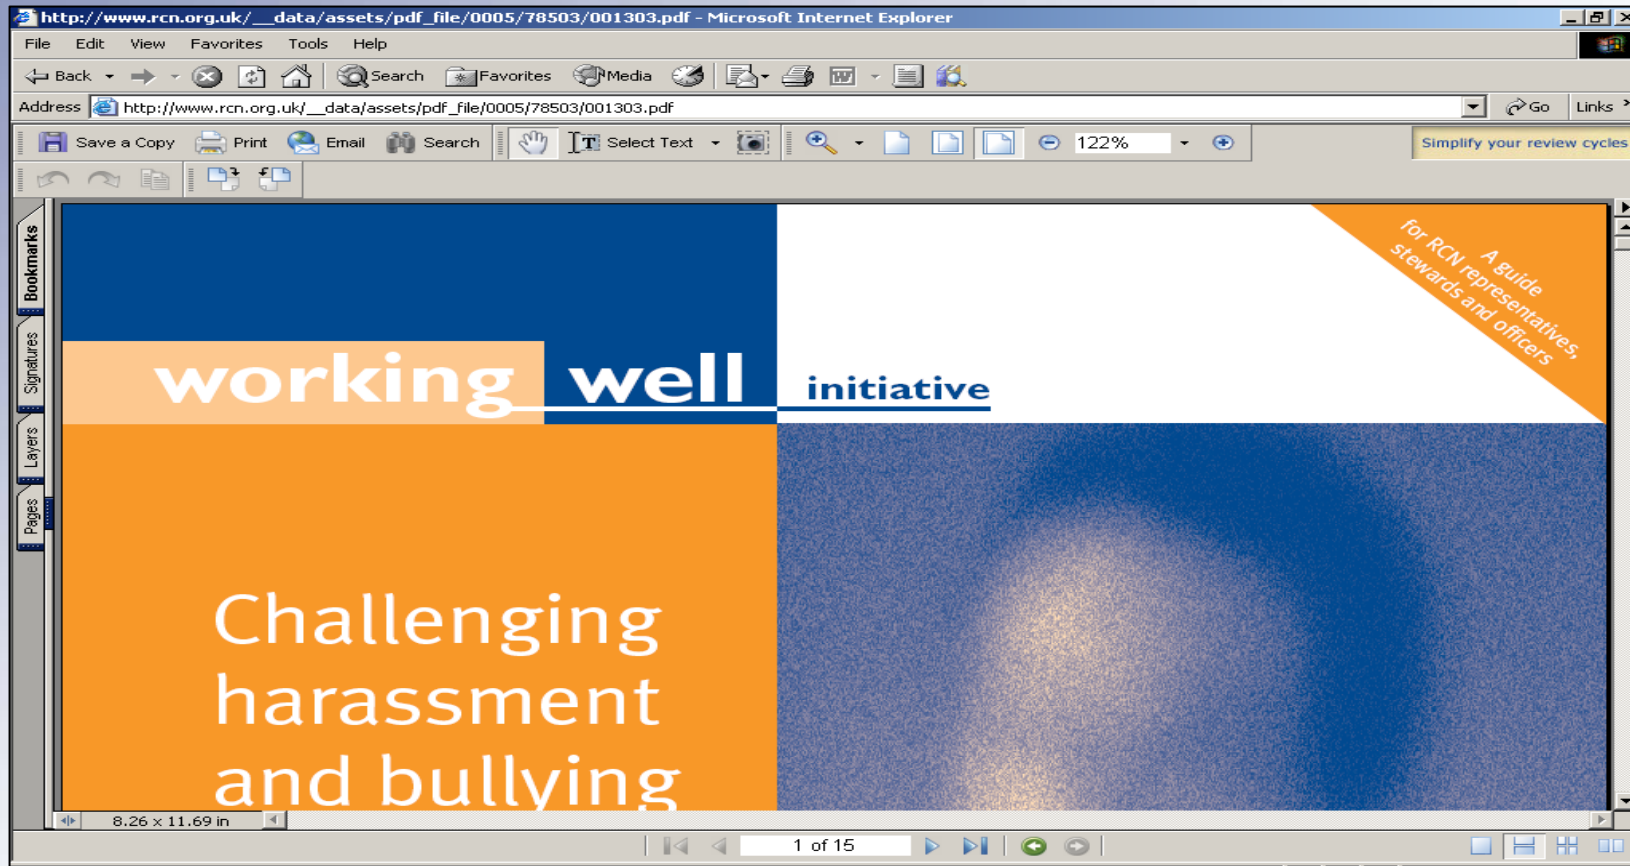 http://www.rcn.org.uk/__data/assets/pdf_file/0005/78503/001303.pdf - Microsoft Internet Explorer
File Edit View Favorites Tools Help
Back Search Favorites Media
Address http://www.rcn.org.uk/__data/assets/pdf_file/0005/78503/001303.pdf Go Links
Save a Copy Print Email Search Select Text 122% Simplify your review cycles
Bookmarks
Signatures
Layers
Pages
A guide
for RCN representatives,
stewards and officers
working well initiative
Challenging
harassment
and bullying
8.26 x 11.69 in
1 of 15